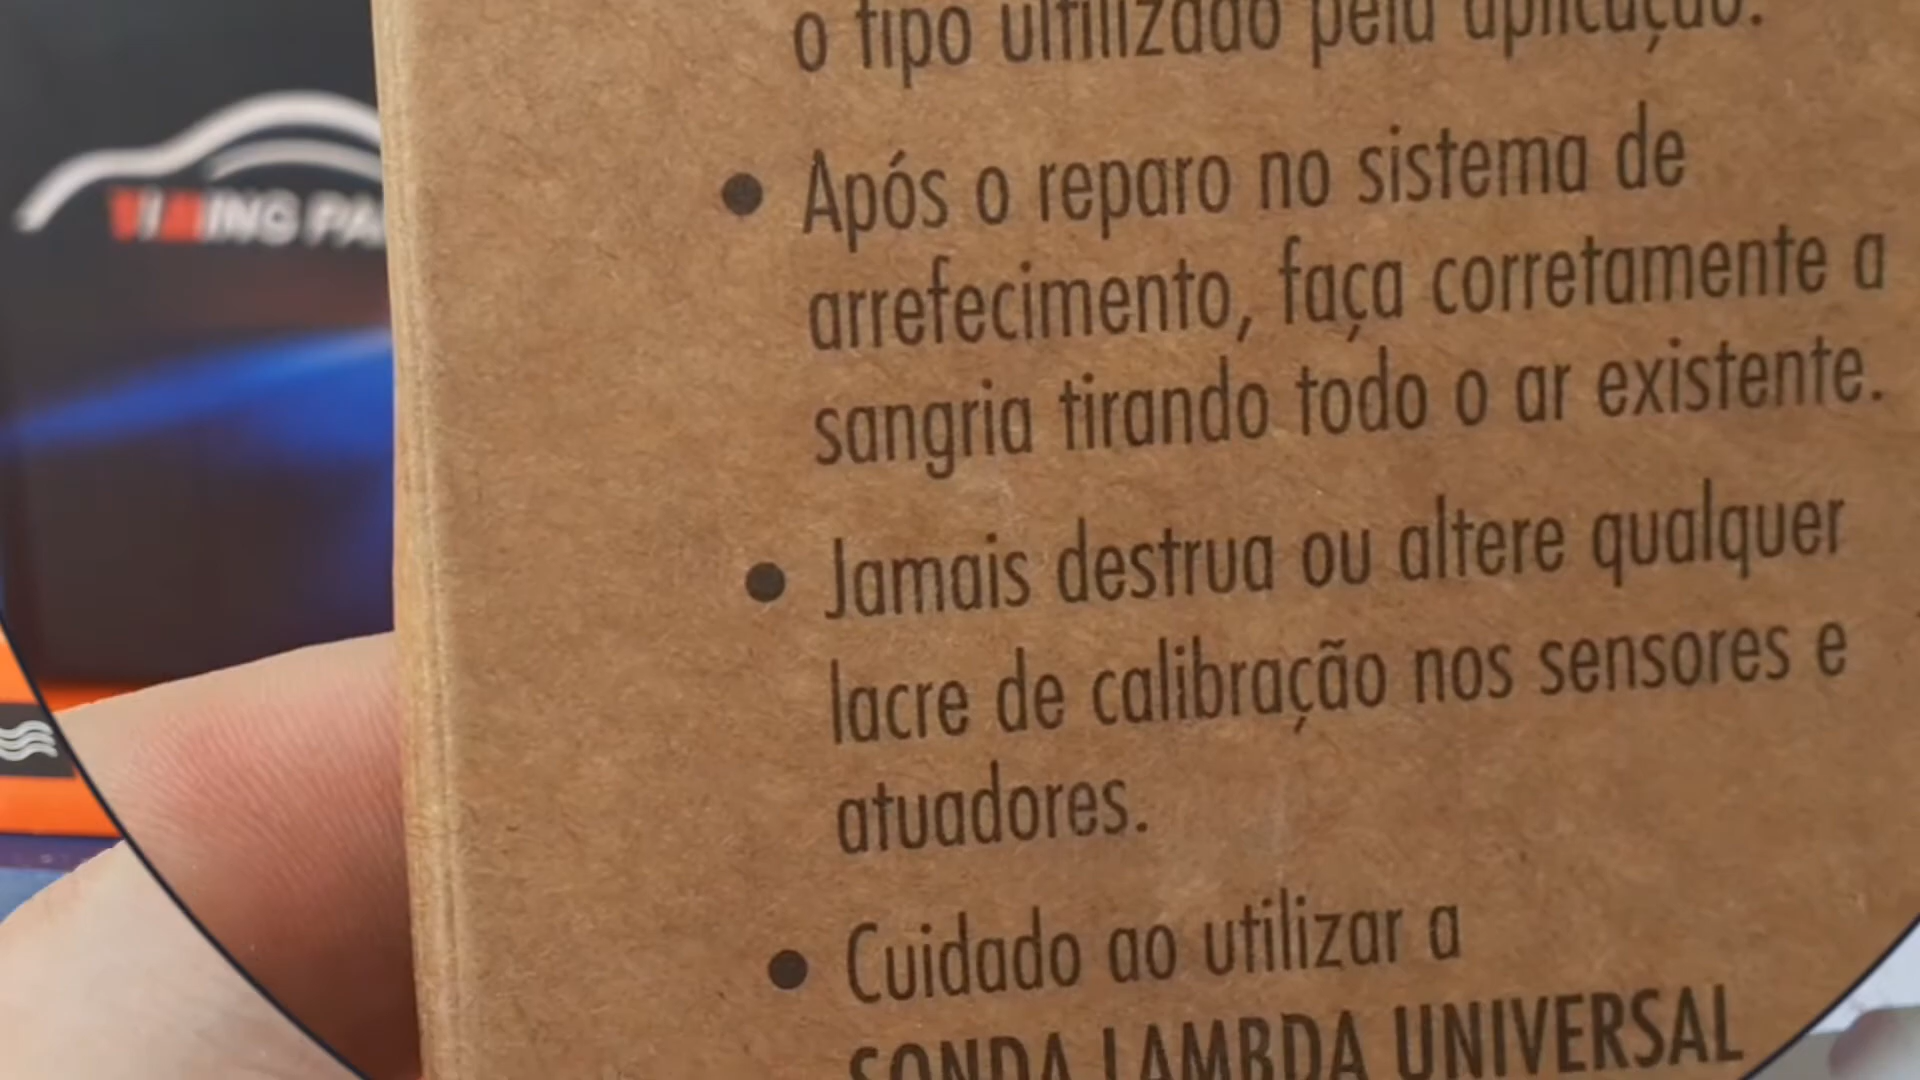 o tipo ultilizado pela aplicação.
• Após o reparo no sistema de
arrefecimento, faça corretamente a
sangria tirando todo o ar existente.
• Jamais destrua ou altere qualquer
lacre de calibração nos sensores e
atuadores.
• Cuidado ao utilizar a
SONDA LAMBDA UNIVERSAL